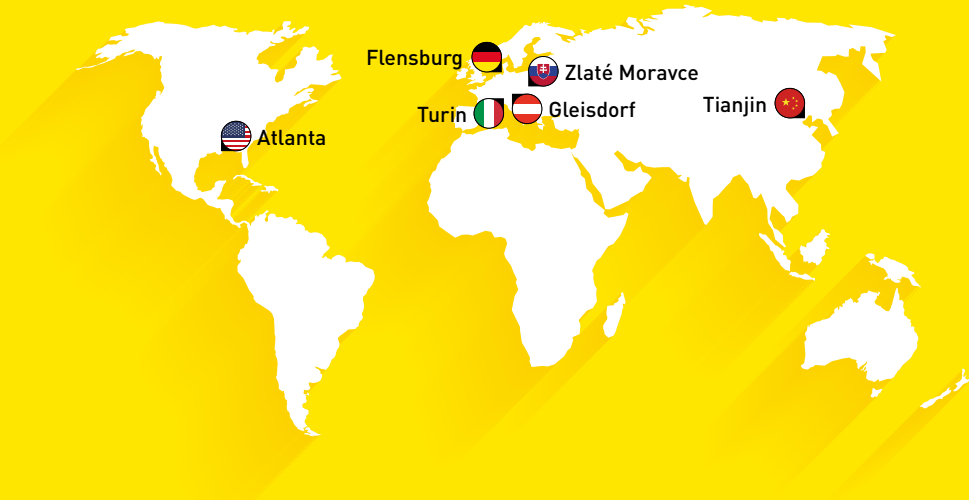 Flensburg
Zlaté Moravce
Turin
Gleisdorf
Tianjin
Atlanta